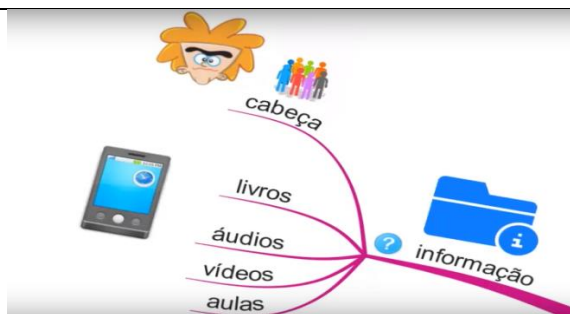 cabeça
livros
áudios
vídeos
aulas
? informação